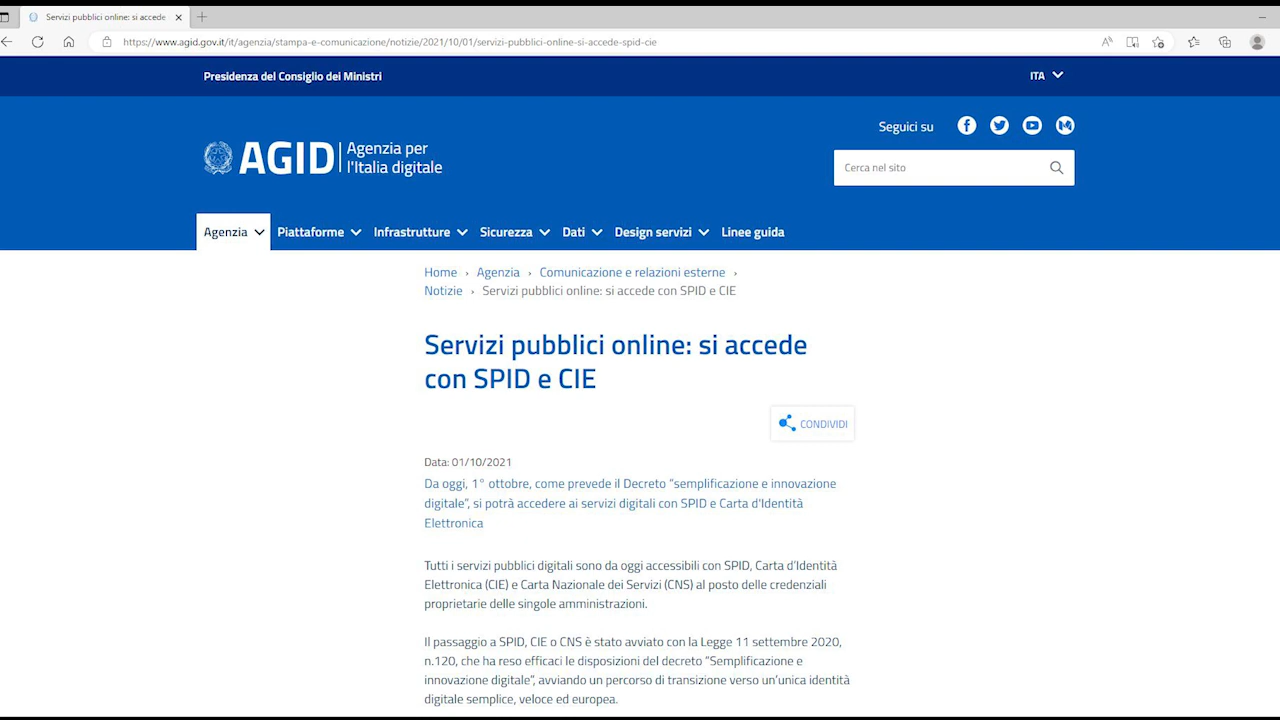 Servizi pubblici online: si accede
https://www.agid.gov.it/it/agenzia/stampa-e-comunicazione/notizie/2021/10/01/servizi-pubblici-online-si-accede-spid-cie
Presidenza del Consiglio dei Ministri
ITA
Seguici su
AGID
Agenzia per
l'Italia digitale
Cerca nel sito
Agenzia
Piattaforme
Infrastrutture
Sicurezza
Dati
Design servizi
Linee guida
Home › Agenzia › Comunicazione e relazioni esterne ›
Notizie › Servizi pubblici online: si accede con SPID e CIE
Servizi pubblici online: si accede
con SPID e CIE
CONDIVIDI
Data: 01/10/2021
Da oggi, 1° ottobre, come prevede il Decreto “semplificazione e innovazione
digitale”, si potrà accedere ai servizi digitali con SPID e Carta d'Identità
Elettronica
Tutti i servizi pubblici digitali sono da oggi accessibili con SPID, Carta d’Identità
Elettronica (CIE) e Carta Nazionale dei Servizi (CNS) al posto delle credenziali
proprietarie delle singole amministrazioni.
Il passaggio a SPID, CIE o CNS è stato avviato con la Legge 11 settembre 2020,
n.120, che ha reso efficaci le disposizioni del decreto “Semplificazione e
innovazione digitale”, avviando un percorso di transizione verso un’unica identità
digitale semplice, veloce ed europea.